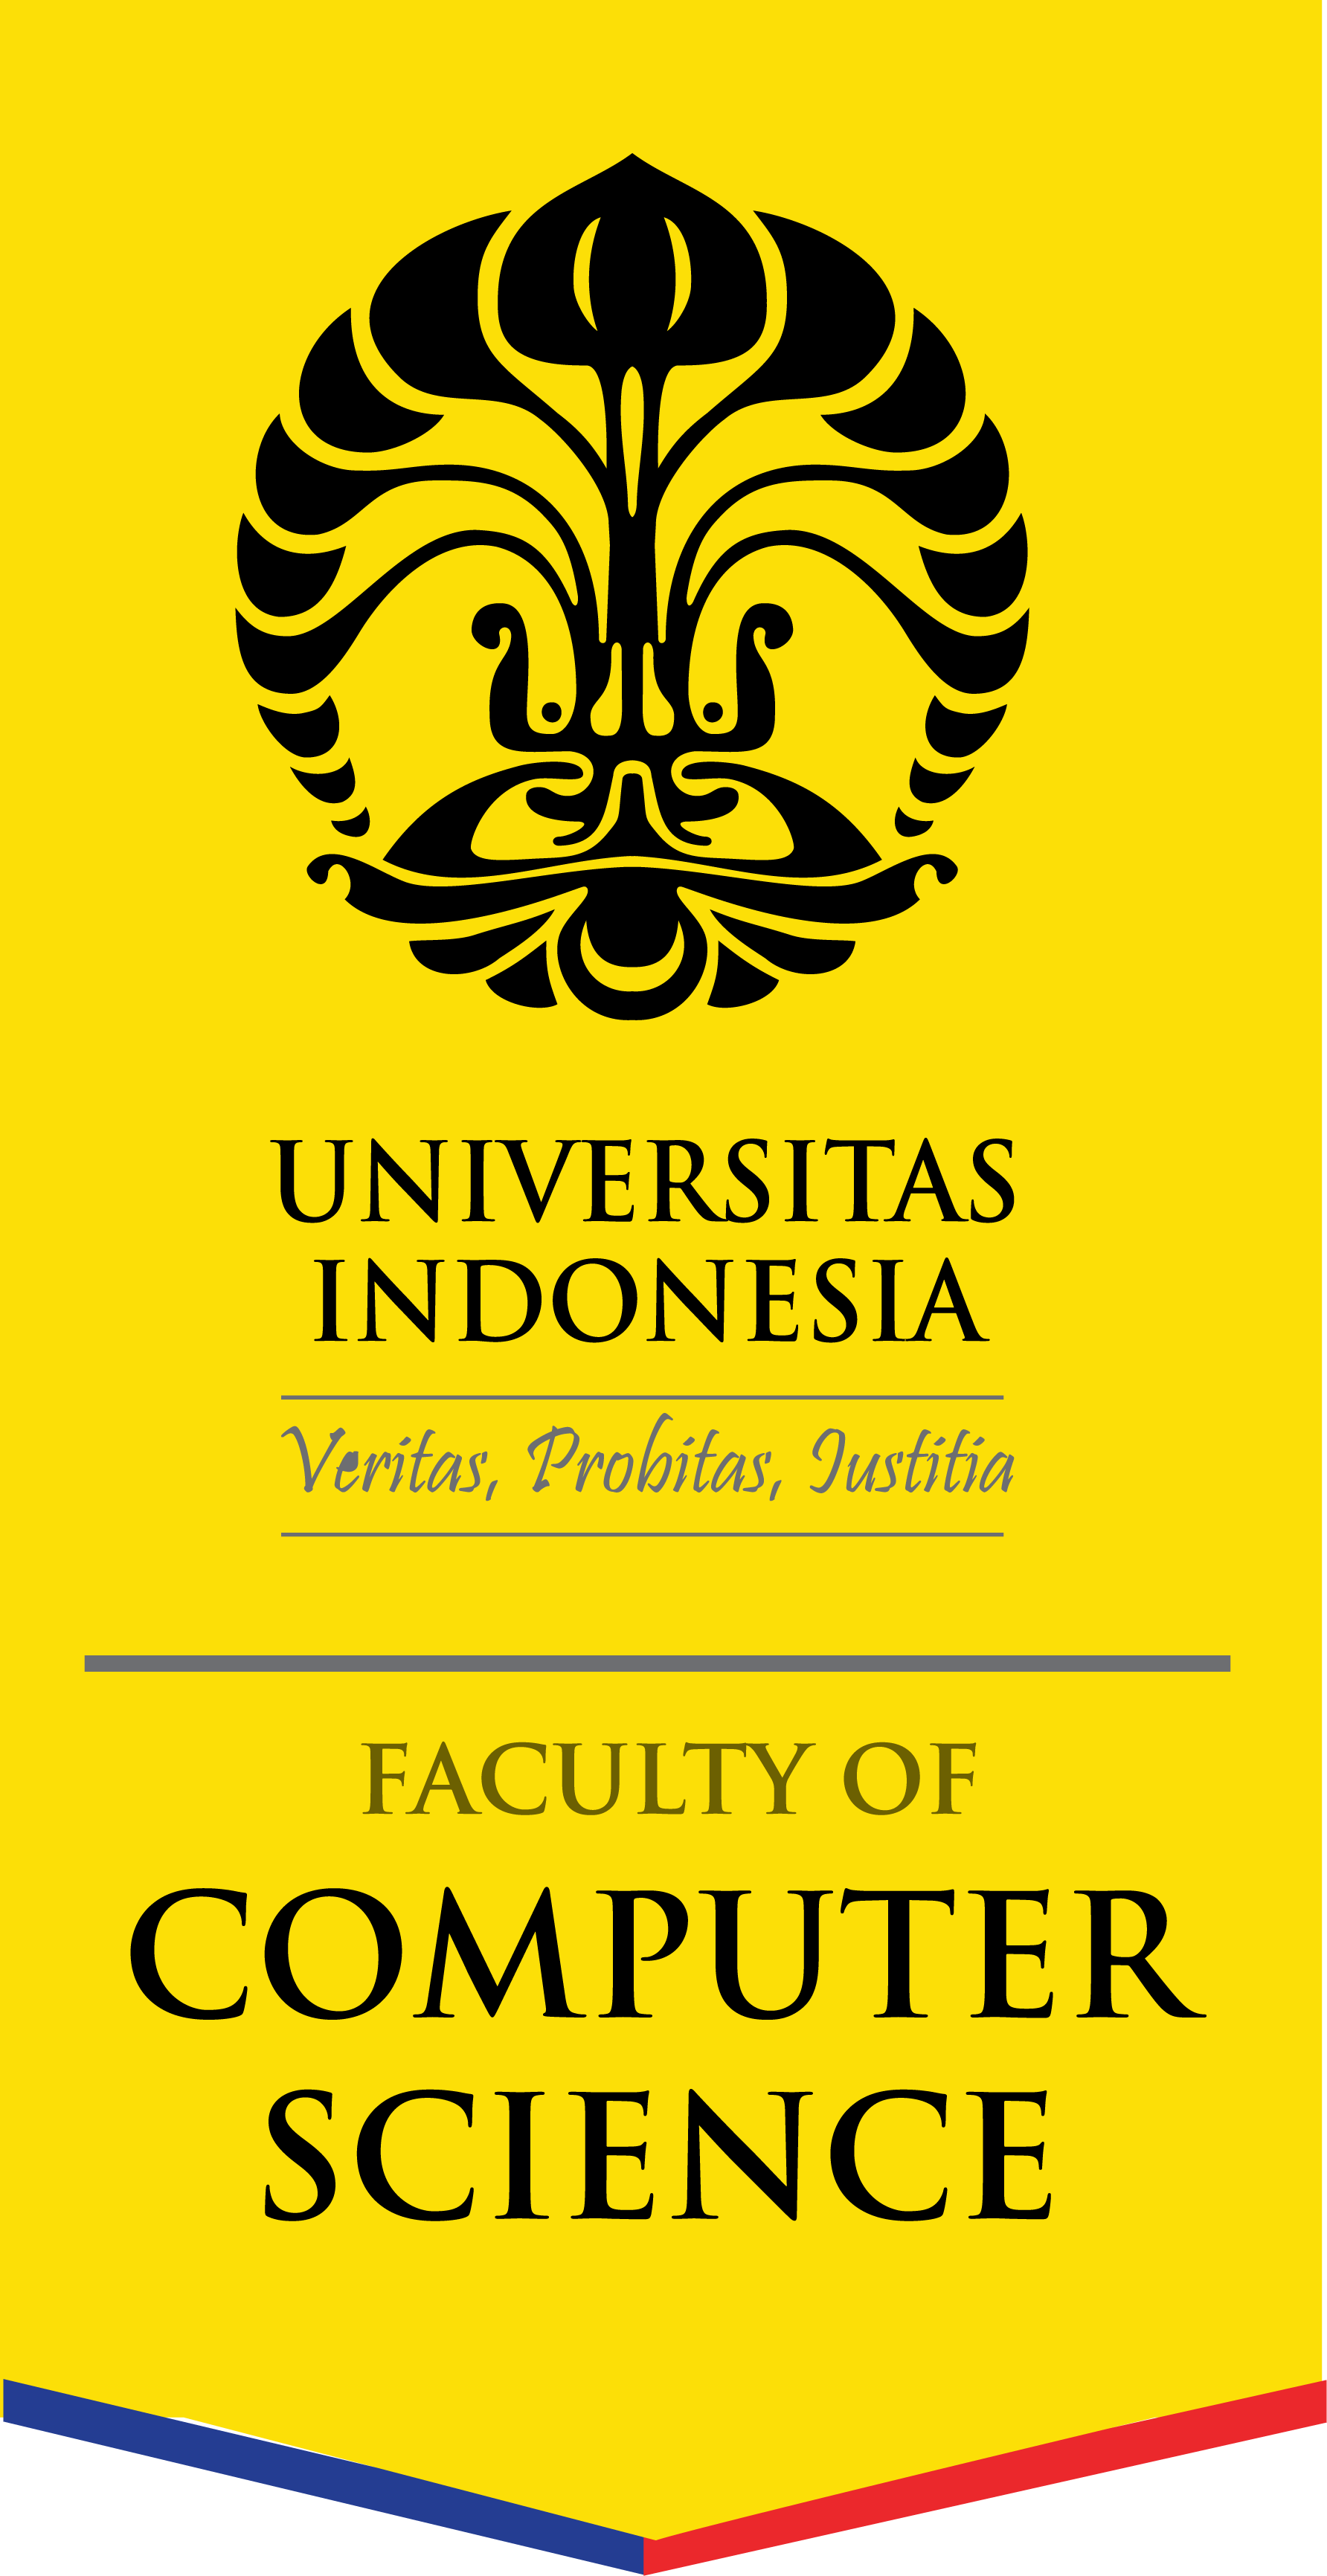 UNIVERSITAS
INDONESIA
Veritas, Probitas, Iustitia
FACULTY OF
COMPUTER
SCIENCE